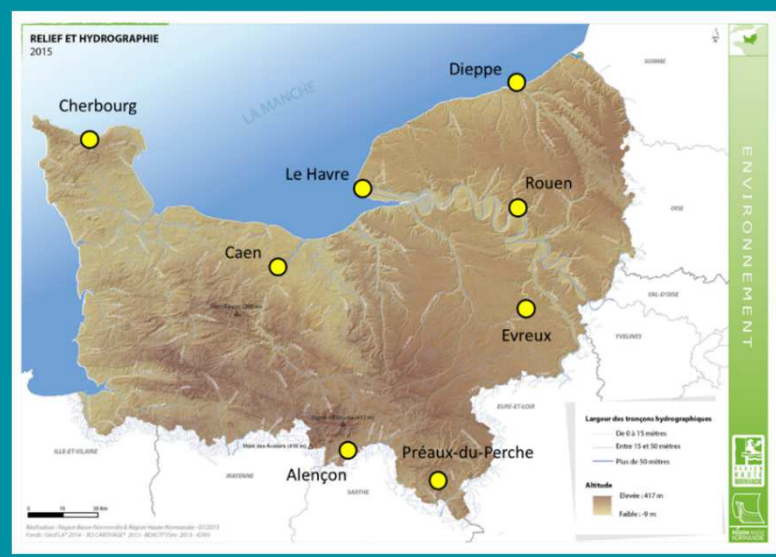 RELIEF ET HYDROGRAPHIE
2015
LA MANCHE
Cherbourg
Dieppe
Le Havre
Rouen
Caen
Evreux
Alençon
Préaux-du-Perche
SOMME
OISE
VAL-D'OISE
YVELINES
EURE-ET-LOIR
SARTHE
MAYENNE
ILLE-ET-VILAINE
ENVIRONNEMENT
Largeur des tronçons hydrographiques
De 0 à 15 mètres
Entre 15 et 50 mètres
Plus de 50 mètres
Altitude
Elevée : 417 m
Faible : -9 m